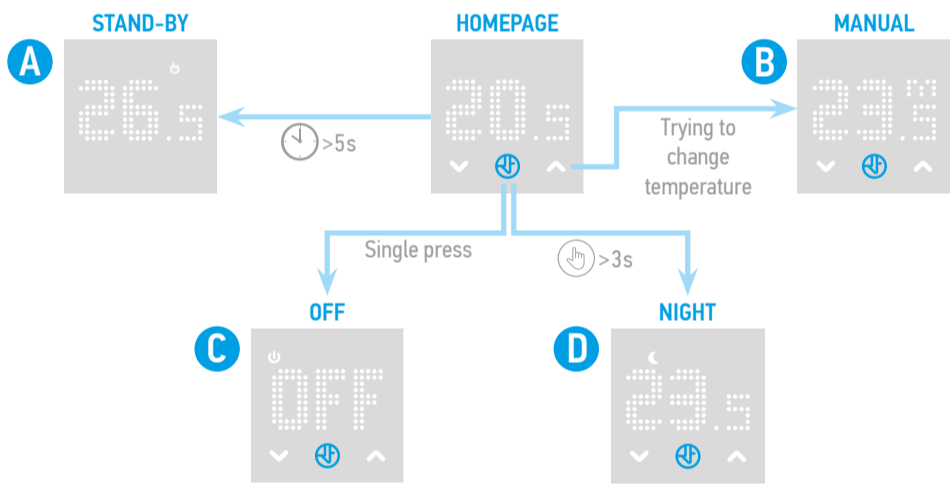 STAND-BY
HOMEPAGE
MANUAL
A
B
26.5
20.5
23.5
M
>5s
Trying to
change
temperature
Single press
>3s
OFF
NIGHT
C
D
OFF
23.5